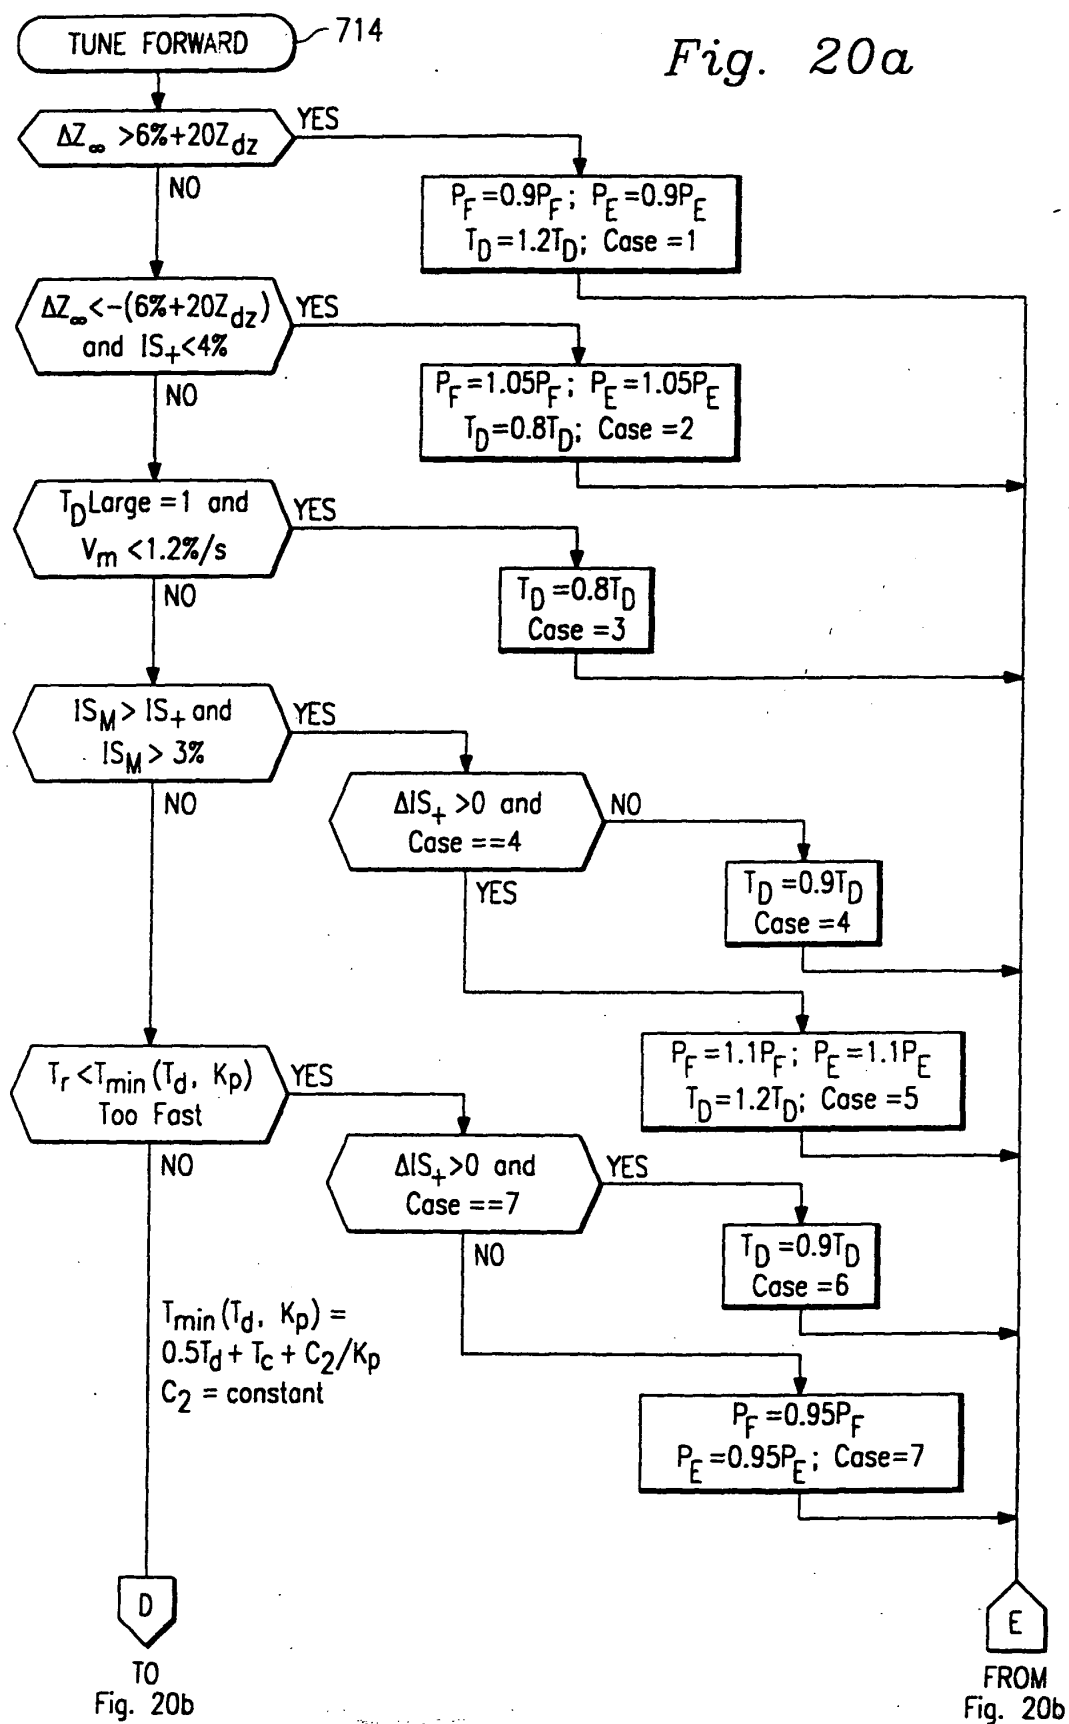 TUNE FORWARD
714
Fig. 20a
ΔZ∞ >6%+20Zdz
YES
NO
PF=0.9PF; PE=0.9PE
TD=1.2TD; Case =1
ΔZ∞<-(6%+20Zdz)
and IS+<4%
YES
NO
PF=1.05PF; PE=1.05PE
TD=0.8TD; Case =2
TD Large =1 and
Vm <1.2%/s
YES
NO
TD=0.8TD
Case =3
ISM > IS+ and
ISM > 3%
YES
NO
ΔIS+ >0 and
Case ==4
NO
YES
TD=0.9TD
Case =4
PF=1.1PF; PE=1.1PE
TD=1.2TD; Case =5
Tr <Tmin(Td, Kp)
Too Fast
YES
NO
ΔIS+>0 and
Case ==7
YES
NO
TD=0.9TD
Case =6
Tmin(Td, Kp) =
0.5Td + Tc + C2/Kp
C2 = constant
PF=0.95PF
PE=0.95PE; Case=7
D
TO
Fig. 20b
E
FROM
Fig. 20b